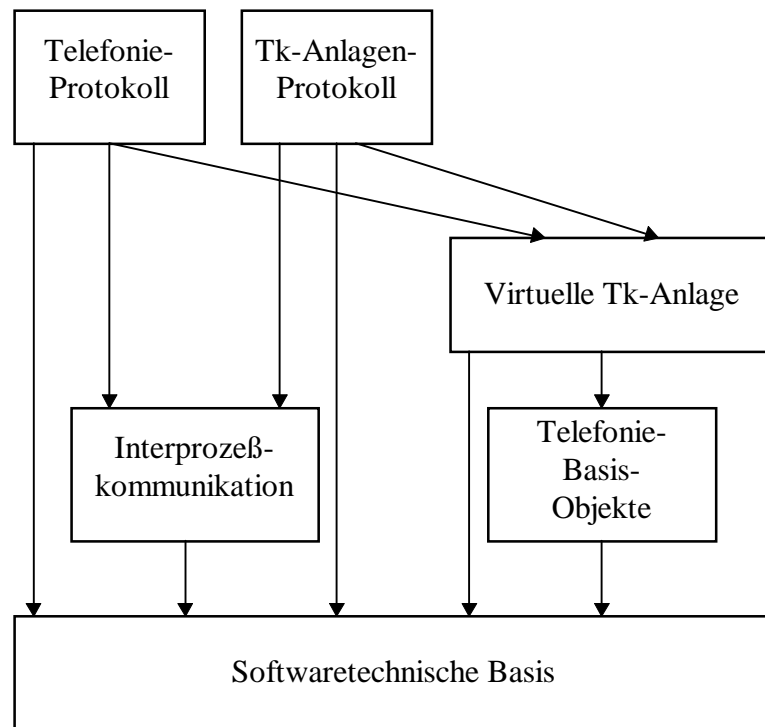 Telefonie-
Protokoll
Tk-Anlagen-
Protokoll
Virtuelle Tk-Anlage
Interprozeß-
kommunikation
Telefonie-
Basis-
Objekte
Softwaretechnische Basis